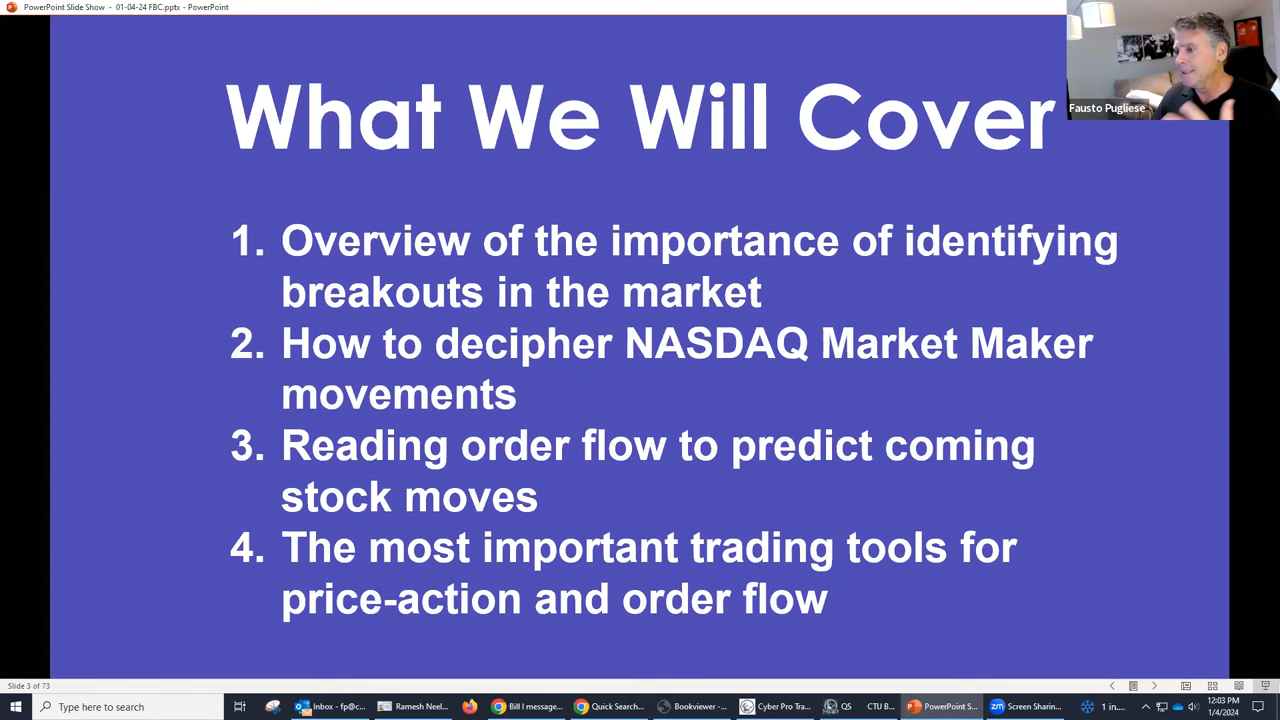 PowerPoint Slide Show - 01-04-24 FBC.pptx - PowerPoint
What We Will Cover
Fausto Pugliese
1. Overview of the importance of identifying
breakouts in the market
2. How to decipher NASDAQ Market Maker
movements
3. Reading order flow to predict coming
stock moves
4. The most important trading tools for
price-action and order flow
Slide 3 of 73
Type here to search
Inbox - fp@c...
Ramesh Neel...
Bill I message...
Quick Search...
Bookviewer -...
Cyber Pro Tra...
QS
CTU B...
PowerPoint S...
Screen Sharin...
1 in...
12:03 PM
1/4/2024